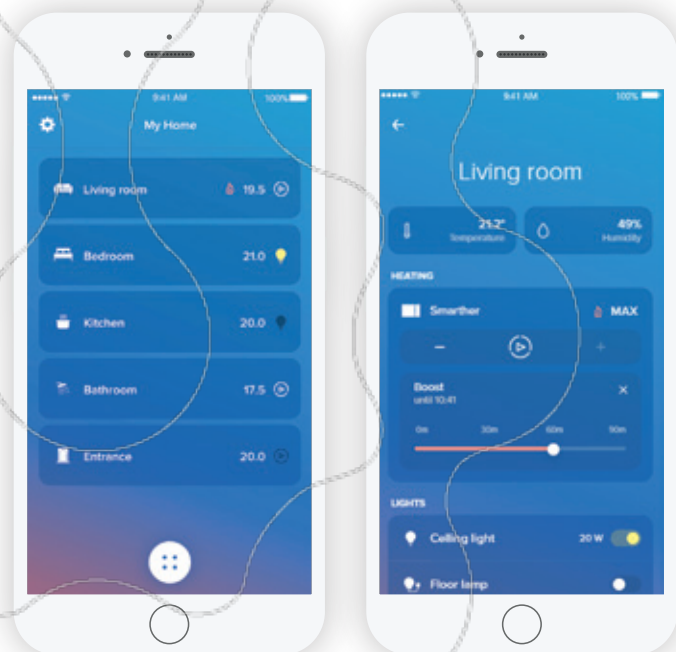 9:41 AM 100%
My Home
Living room 19.5
Bedroom 21.0
Kitchen 20.0
Bathroom 17.5
Entrance 20.0
9:41 AM 100%
Living room
21.2°
Temperature
49%
Humidity
HEATING
Smarther MAX
− +
Boost
until 10:41
0m 30m 60m 90m
LIGHTS
Ceiling light 20 W
Floor lamp